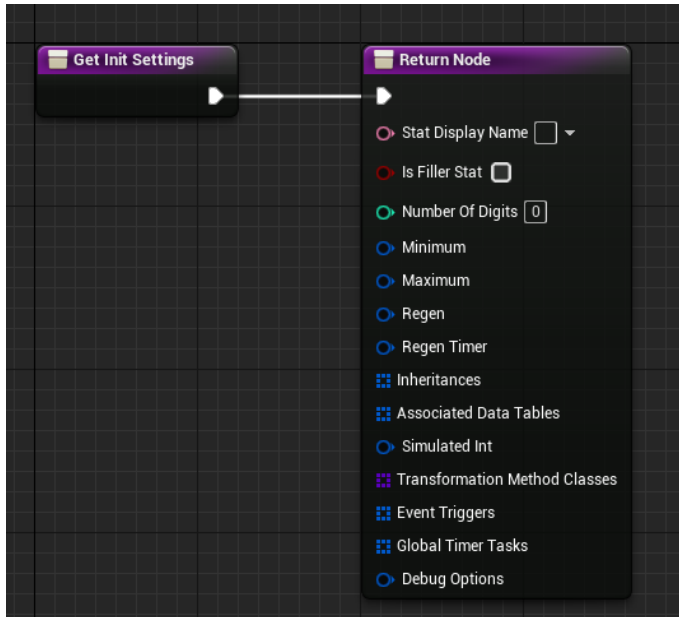 Get Init Settings
Return Node
Stat Display Name
Is Filler Stat
Number Of Digits 0
Minimum
Maximum
Regen
Regen Timer
Inheritances
Associated Data Tables
Simulated Int
Transformation Method Classes
Event Triggers
Global Timer Tasks
Debug Options